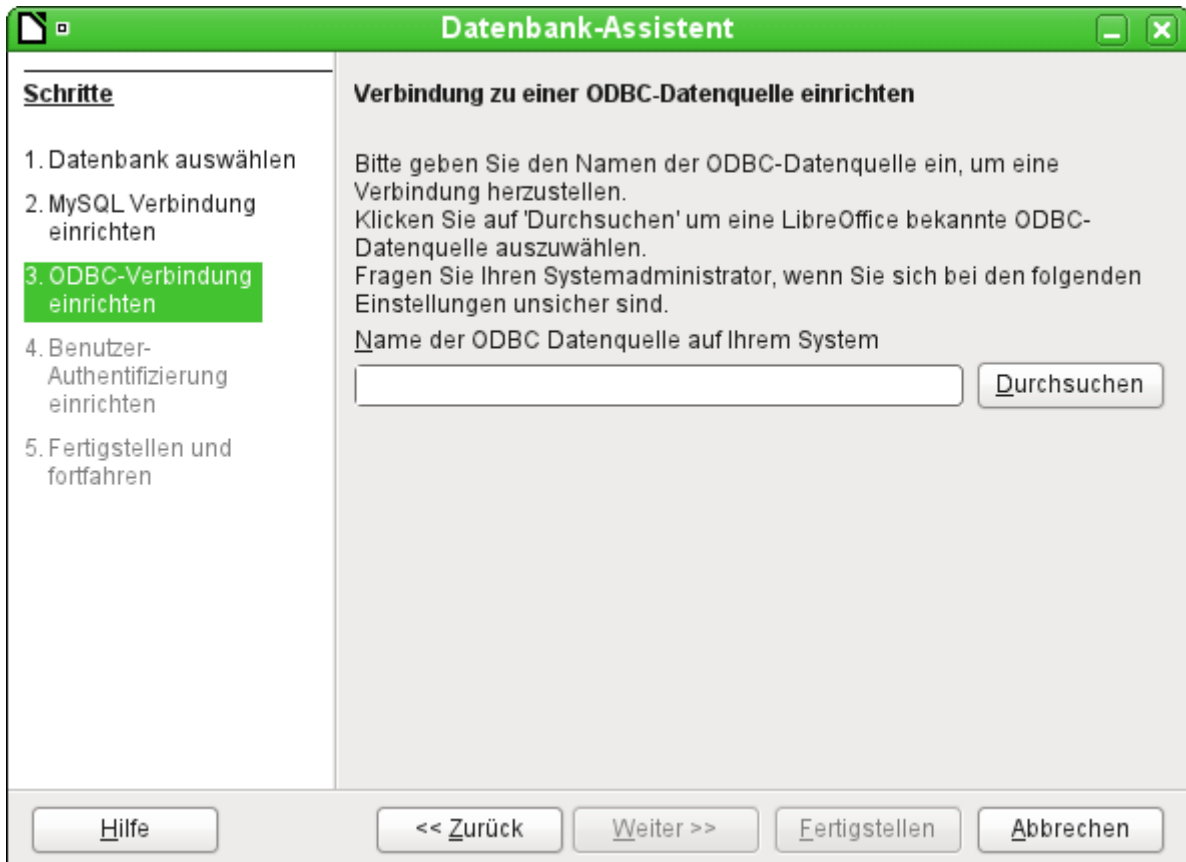 Datenbank-Assistent
Schritte
1. Datenbank auswählen
2. MySQL Verbindung
einrichten
3. ODBC-Verbindung
einrichten
4. Benutzer-
Authentifizierung
einrichten
5. Fertigstellen und
fortfahren
Verbindung zu einer ODBC-Datenquelle einrichten
Bitte geben Sie den Namen der ODBC-Datenquelle ein, um eine
Verbindung herzustellen.
Klicken Sie auf 'Durchsuchen' um eine LibreOffice bekannte ODBC-
Datenquelle auszuwählen.
Fragen Sie Ihren Systemadministrator, wenn Sie sich bei den folgenden
Einstellungen unsicher sind.
Name der ODBC Datenquelle auf Ihrem System
Durchsuchen
Hilfe
<< Zurück
Weiter >>
Fertigstellen
Abbrechen